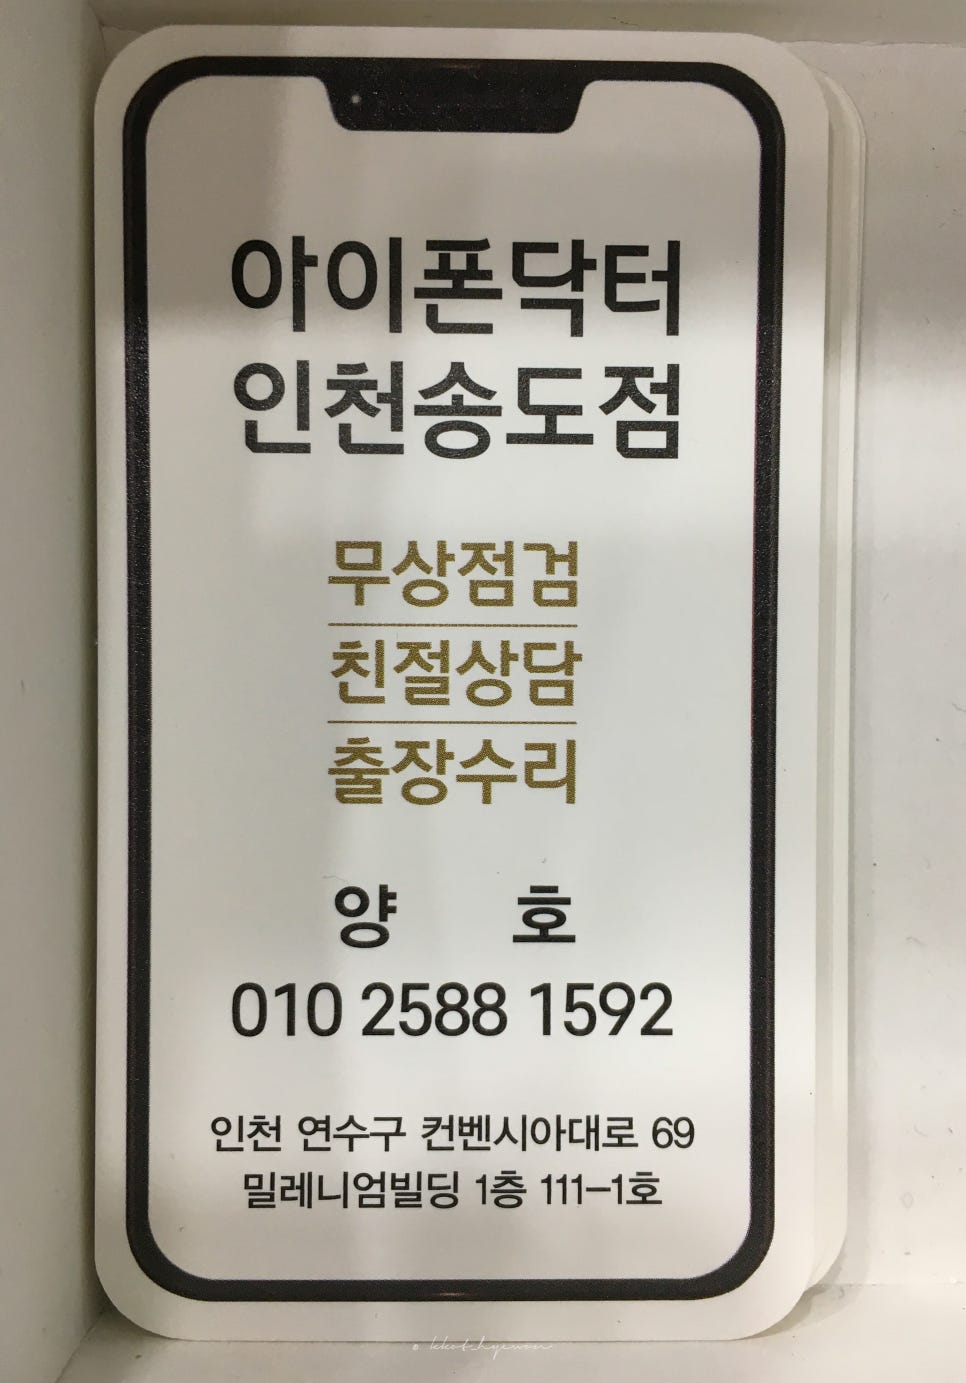 아이폰닥터
인천송도점
무상점검
친절상담
출장수리
양 호
010 2588 1592
인천 연수구 컨벤시아대로 69
밀레니엄빌딩 1층 111-1호